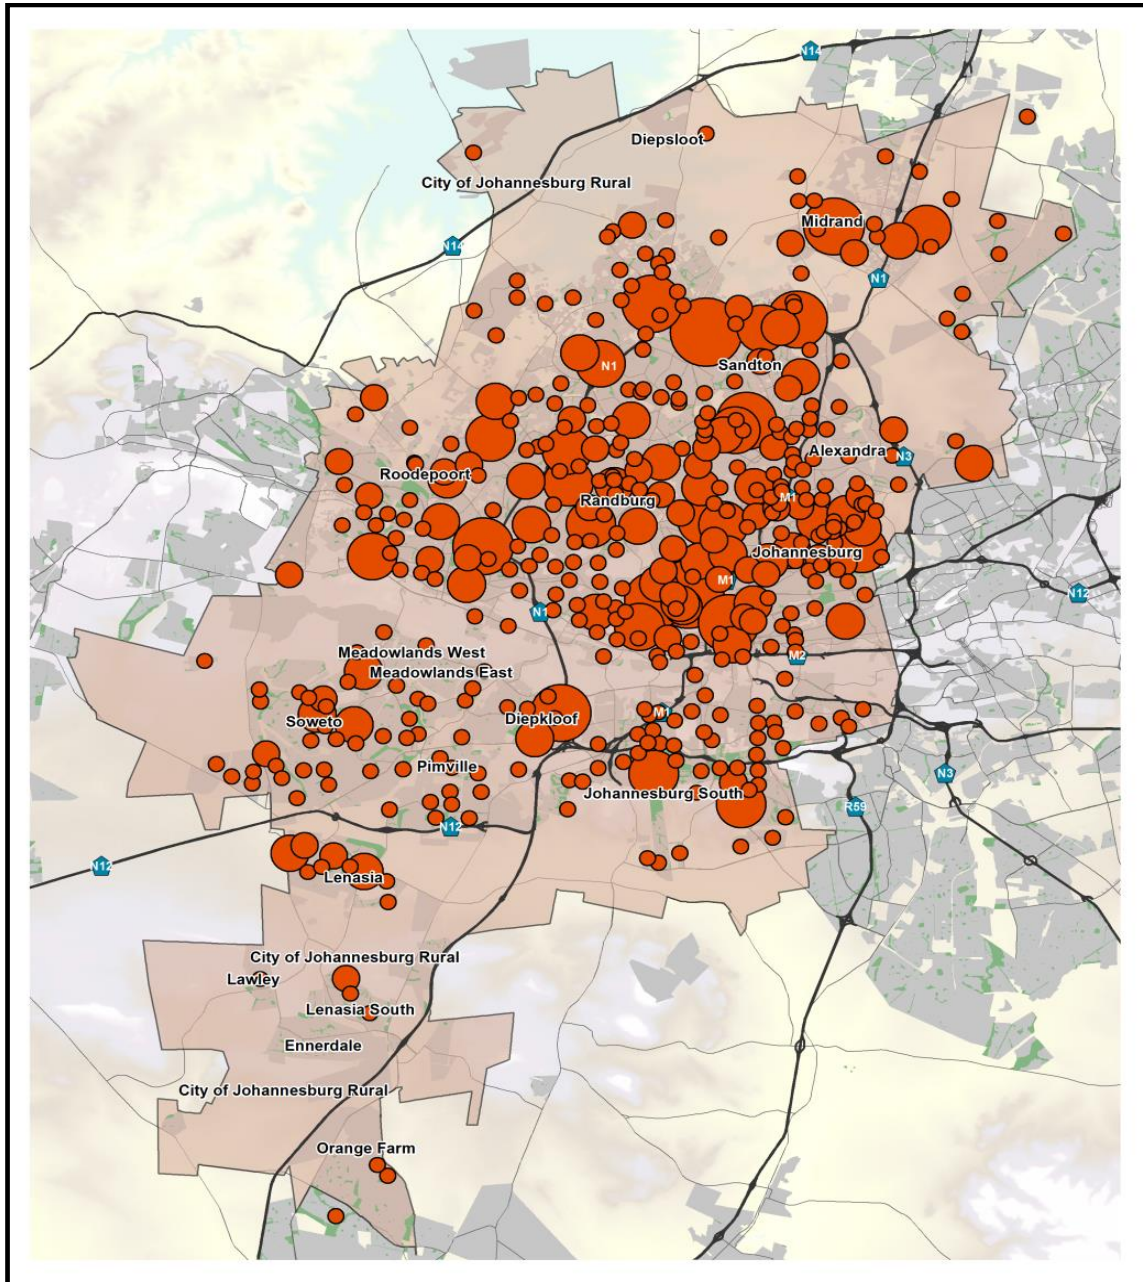 N14
Diepsloot
City of Johannesburg Rural
Midrand
N14
N1
Sandton
N1
Alexandra
N3
Roodepoort
Randburg
M1
Johannesburg
M1
N12
N1
Meadowlands West
M2
Meadowlands East
Soweto
Diepkloof
M1
Pimville
N3
Johannesburg South
R59
N12
N12
Lenasia
City of Johannesburg Rural
Lawley
Lenasia South
Ennerdale
City of Johannesburg Rural
Orange Farm